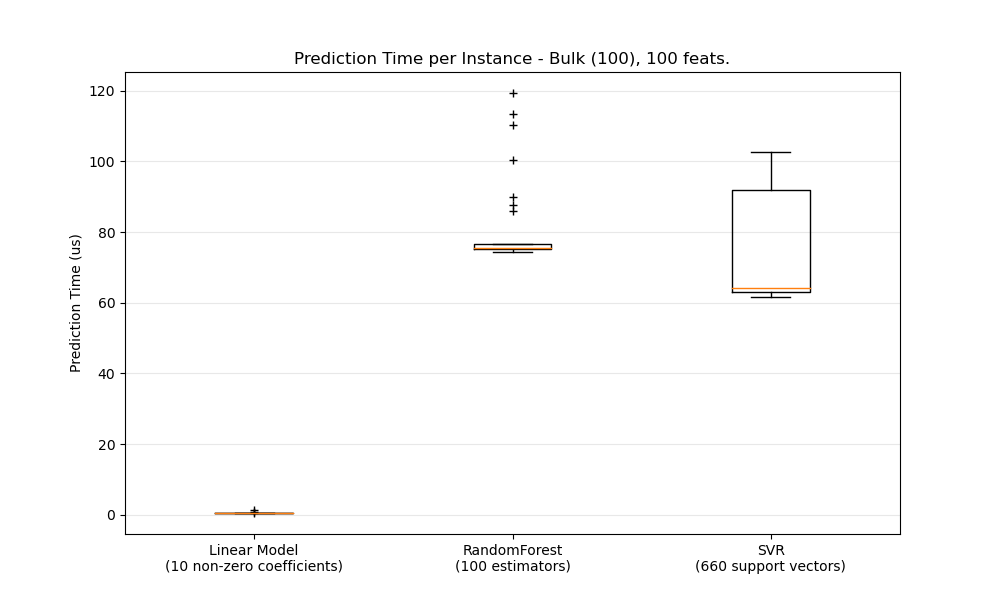 Prediction Time per Instance - Bulk (100), 100 feats.
Prediction Time (us)
120
100
80
60
40
20
0
Linear Model
(10 non-zero coefficients)
RandomForest
(100 estimators)
SVR
(660 support vectors)